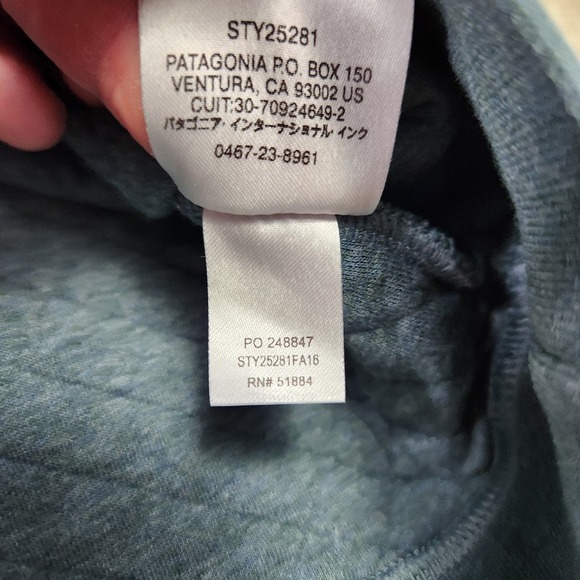 STY25281
PATAGONIA P.O. BOX 150
VENTURA, CA 93002 US
CUIT:30-70924649-2
パタゴニア・インターナショナル・インク
0467-23-8961
PO 248847
STY25281FA16
RN# 51884